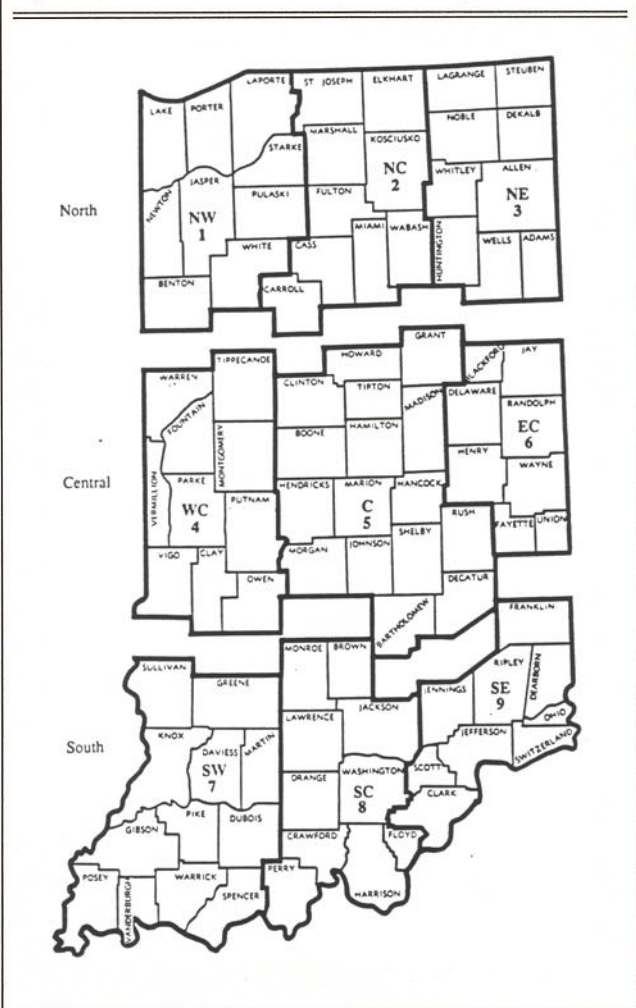 North
LAKE
PORTER
LAPORTE
ST JOSEPH
ELKHART
LAGRANGE
STEUBEN
NOBLE
DEKALB
MARSHALL
KOSCIUSKO
STARKE
NC
2
WHITLEY
ALLEN
NE
3
JASPER
NEWTON
NW
1
PULASKI
FULTON
MIAMI
WABASH
HUNTINGTON
WELLS
ADAMS
WHITE
CASS
BENTON
CARROLL
Central
TIPPECANOE
HOWARD
GRANT
BLACKFORD
JAY
WARREN
CLINTON
TIPTON
MADISON
DELAWARE
RANDOLPH
FOUNTAIN
EC
6
BOONE
HAMILTON
MONTGOMERY
HENRY
WAYNE
VERMILLION
PARKE
WC
4
PUTNAM
HENDRICKS
MARION
C
5
HANCOCK
RUSH
FAYETTE
UNION
SHELBY
VIGO
CLAY
MORGAN
JOHNSON
OWEN
DECATUR
BARTHOLOMEW
South
FRANKLIN
MONROE
BROWN
SULLIVAN
GREENE
RIPLEY
DEARBORN
SE
9
JENNINGS
JACKSON
LAWRENCE
OHIO
JEFFERSON
SWITZERLAND
KNOX
DAVIESS
MARTIN
SW
7
WASHINGTON
SC
8
SCOTT
ORANGE
CLARK
PIKE
DUBOIS
GIBSON
CRAWFORD
FLOYD
PERRY
POSEY
VANDERBURGH
WARRICK
SPENCER
HARRISON